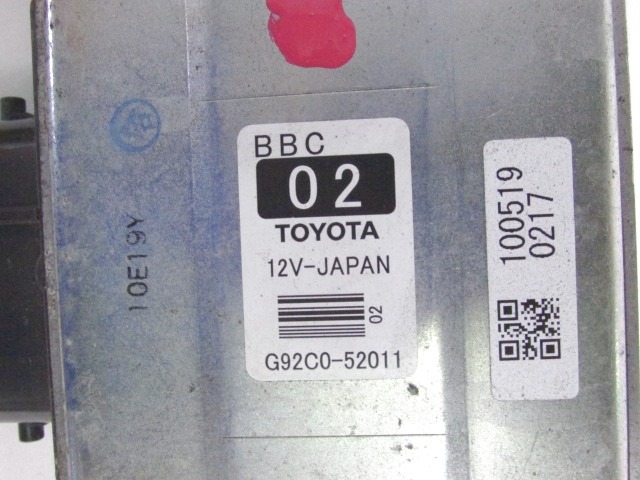 BBC
02
TOYOTA
12V-JAPAN
02
G92C0-52011
100519
0217
10E19Y